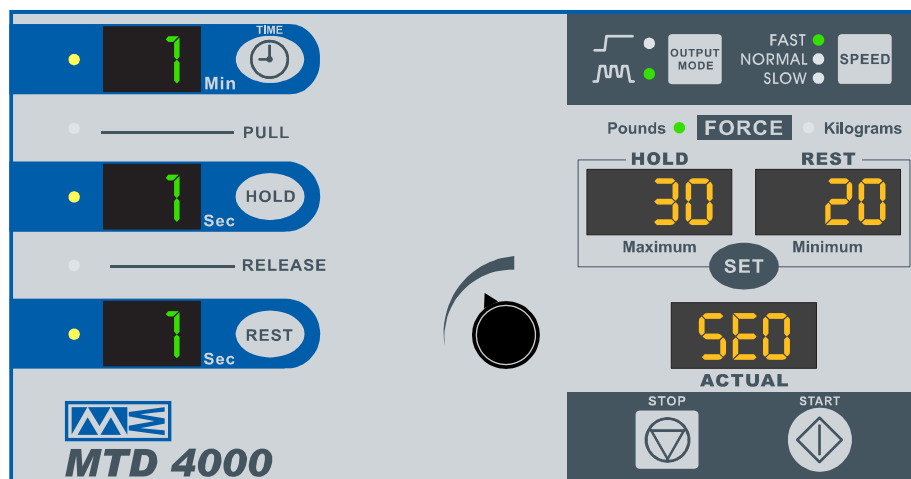 TIME
1
Min
PULL
1
HOLD
Sec
RELEASE
1
REST
Sec
MTD 4000
OUTPUT
MODE
FAST
NORMAL
SLOW
SPEED
Pounds FORCE Kilograms
HOLD REST
30 20
Maximum Minimum
SET
SE0
ACTUAL
STOP START